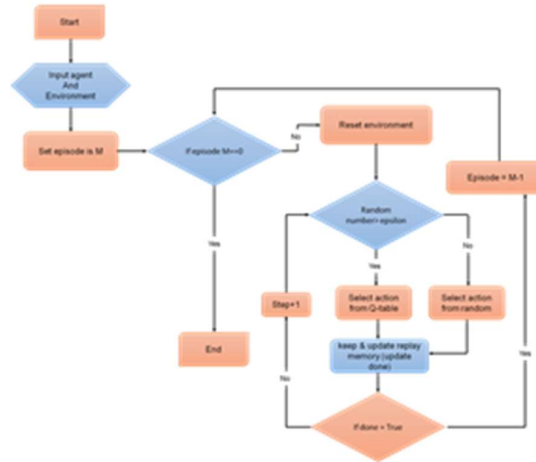 Start
Input agent
And
Environment
Set episode is M
If episode M==0
No
Reset environment
Episode = M-1
Random
number> epsilon
Yes
No
Yes
Step+1
Select action
from Q-table
Select action
from random
End
keep & update replay
memory (update
done)
No
Yes
If done = True